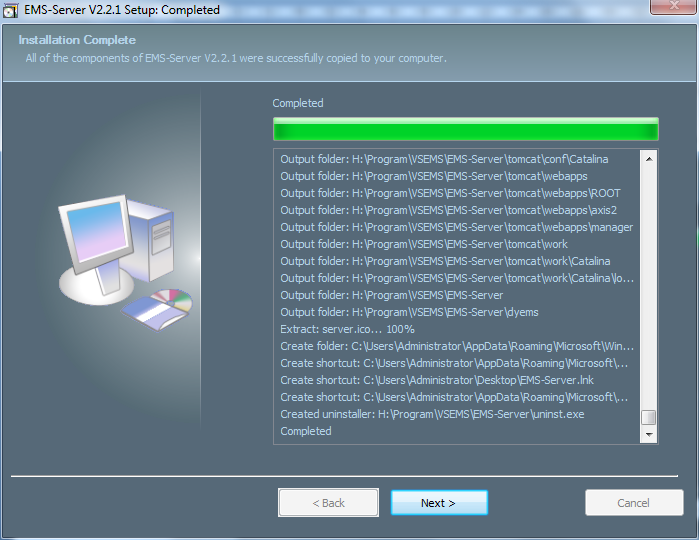 EMS-Server V2.2.1 Setup: Completed
Installation Complete
All of the components of EMS-Server V2.2.1 were successfully copied to your computer.
Completed
Output folder: H:\Program\VSEMS\EMS-Server\tomcat\conf\Catalina
Output folder: H:\Program\VSEMS\EMS-Server\tomcat\webapps
Output folder: H:\Program\VSEMS\EMS-Server\tomcat\webapps\ROOT
Output folder: H:\Program\VSEMS\EMS-Server\tomcat\webapps\axis2
Output folder: H:\Program\VSEMS\EMS-Server\tomcat\webapps\manager
Output folder: H:\Program\VSEMS\EMS-Server\tomcat\work
Output folder: H:\Program\VSEMS\EMS-Server\tomcat\work\Catalina
Output folder: H:\Program\VSEMS\EMS-Server\tomcat\work\Catalina\lo...
Output folder: H:\Program\VSEMS\EMS-Server
Output folder: H:\Program\VSEMS\EMS-Server\dyems
Extract: server.ico... 100%
Create folder: C:\Users\Administrator\AppData\Roaming\Microsoft\Win...
Create shortcut: C:\Users\Administrator\AppData\Roaming\Microsoft\...
Create shortcut: C:\Users\Administrator\Desktop\EMS-Server.lnk
Create shortcut: C:\Users\Administrator\AppData\Roaming\Microsoft\...
Created uninstaller: H:\Program\VSEMS\EMS-Server\uninst.exe
Completed
< Back
Next >
Cancel